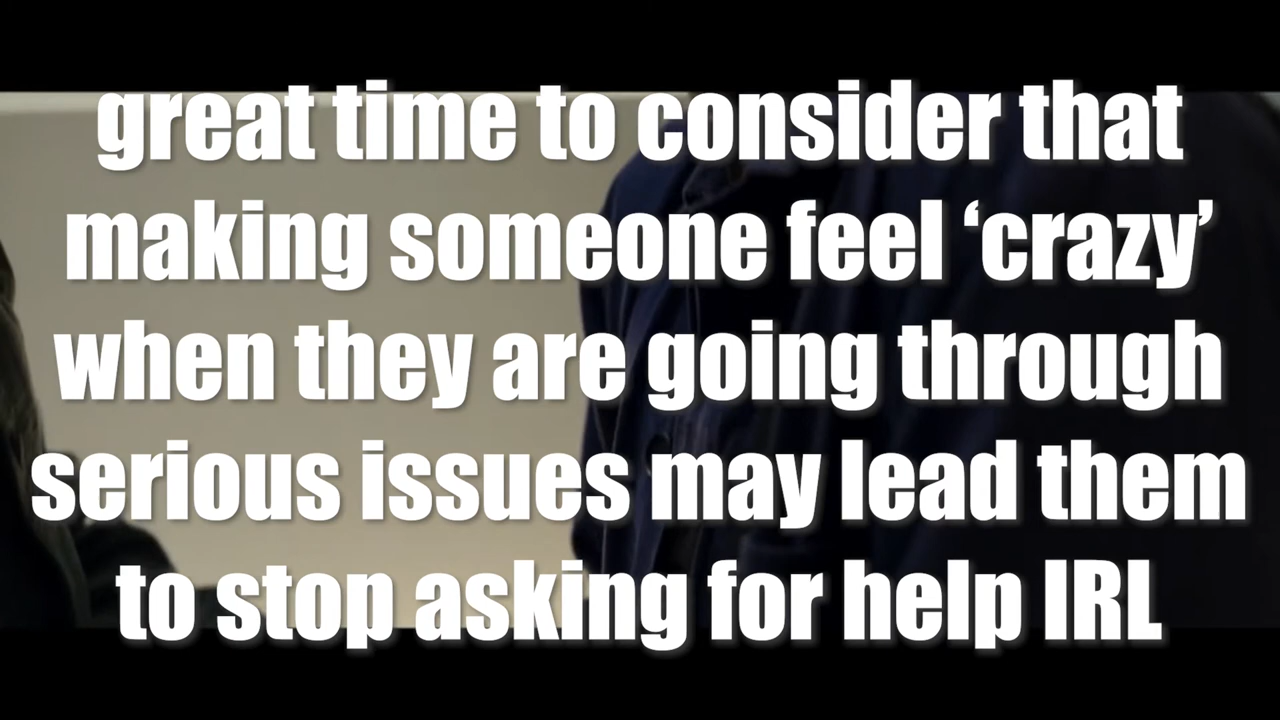 great time to consider that
making someone feel ‘crazy’
when they are going through
serious issues may lead them
to stop asking for help IRL